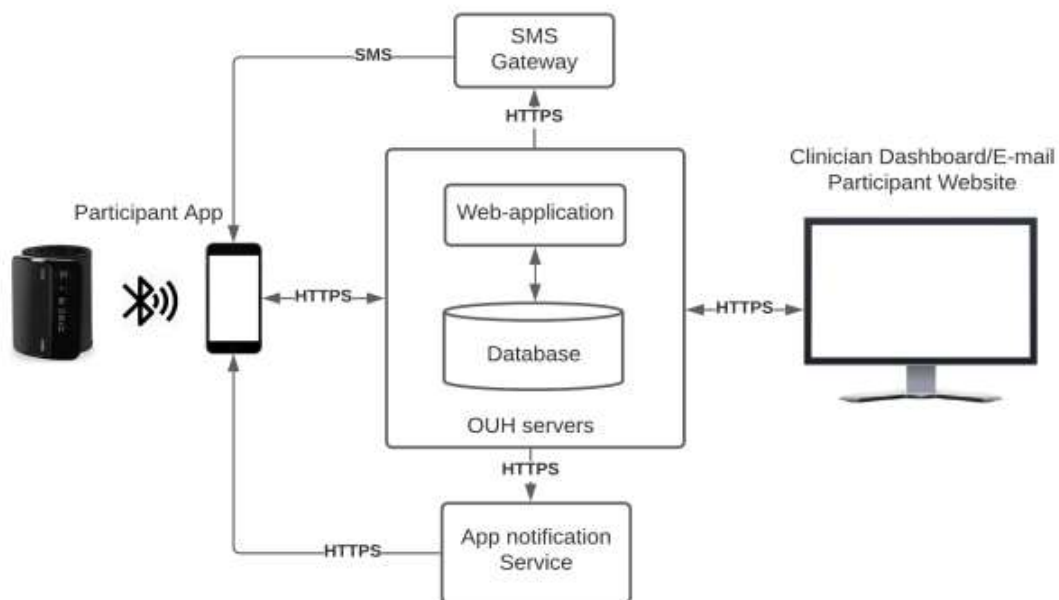 SMS
Gateway
SMS
HTTPS
Clinician Dashboard/E-mail
Participant Website
Participant App
Web-application
HTTPS
HTTPS
Database
OUH servers
HTTPS
App notification
Service
HTTPS